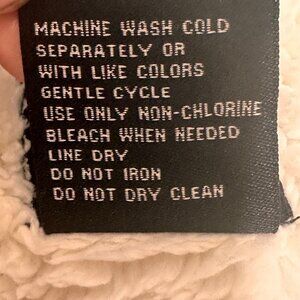 MACHINE WASH COLD
SEPARATELY OR
WITH LIKE COLORS
GENTLE CYCLE
USE ONLY NON-CHLORINE
BLEACH WHEN NEEDED
LINE DRY
DO NOT IRON
DO NOT DRY CLEAN